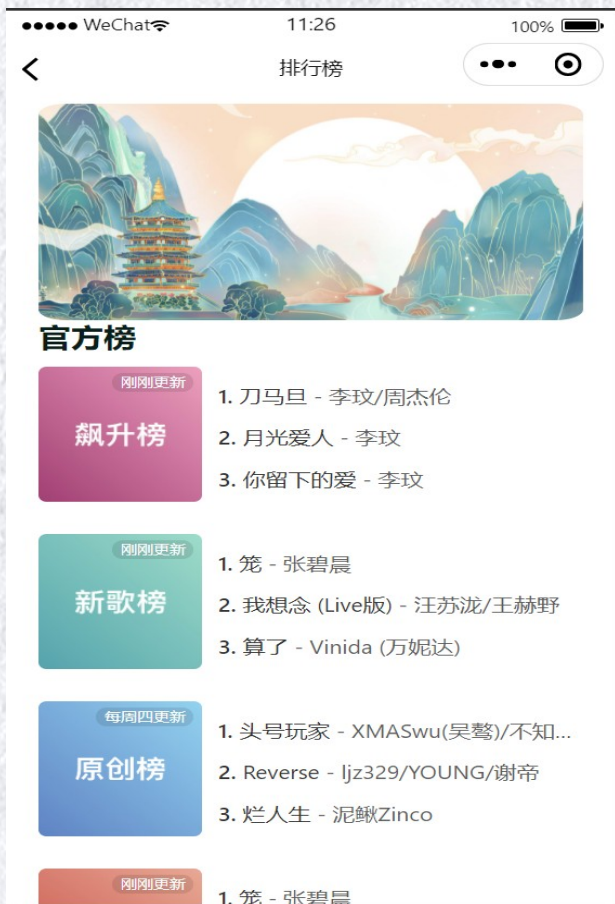 WeChat
11:26
100%
排行榜
官方榜
刚刚更新
飙升榜
1. 刀马旦 - 李玟/周杰伦
2. 月光爱人 - 李玟
3. 你留下的爱 - 李玟
刚刚更新
新歌榜
1. 笼 - 张碧晨
2. 我想念 (Live版) - 汪苏泷/王赫野
3. 算了 - Vinida (万妮达)
每周四更新
原创榜
1. 头号玩家 - XMASwu(吴骜)/不知...
2. Reverse - ljz329/YOUNG/谢帝
3. 烂人生 - 泥鳅Zinco
刚刚更新
1. 笼 - 张碧晨